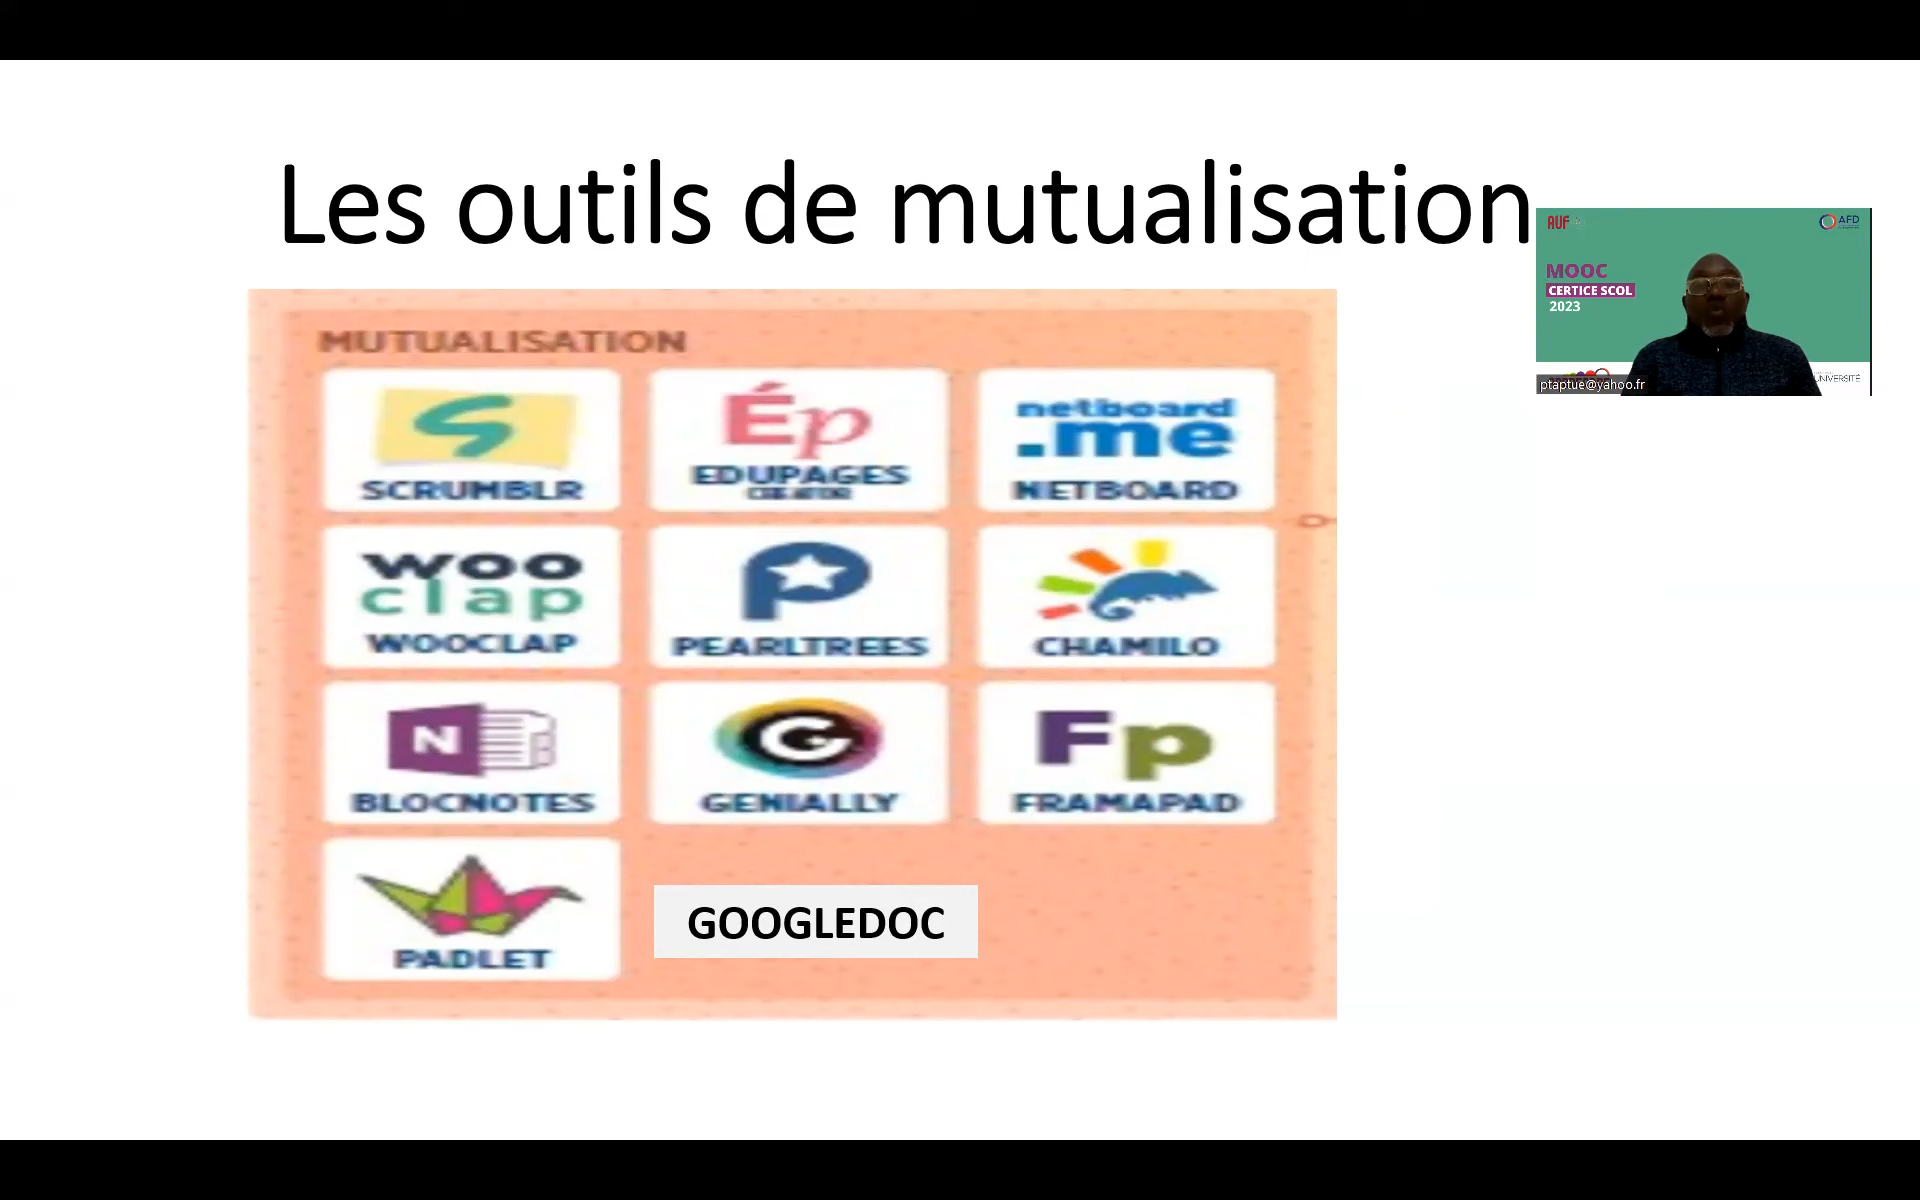 Les outils de mutualisation
AUF
AFD
MOOC
CERTICE SCOL
2023
UNIVERSITÉ
ptaptue@yahoo.fr
MUTUALISATION
S
SCRUMBLR
Ép
EDUPAGES
CREATOR
netboard
.me
NETBOARD
woo
clap
WOOCLAP
P
PEARLTREES
CHAMILO
N
BLOCNOTES
G
GENIALLY
Fp
FRAMAPAD
PADLET
GOOGLEDOC